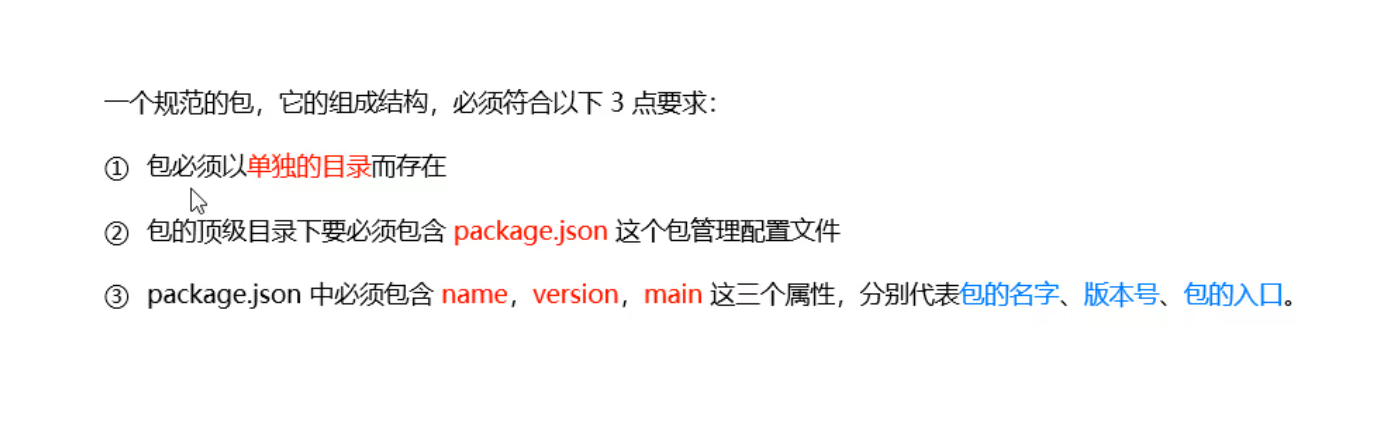 一个规范的包，它的组成结构，必须符合以下 3 点要求：
① 包必须以单独的目录而存在
② 包的顶级目录下要必须包含 package.json 这个包管理配置文件
③ package.json 中必须包含 name，version，main 这三个属性，分别代表包的名字、版本号、包的入口。